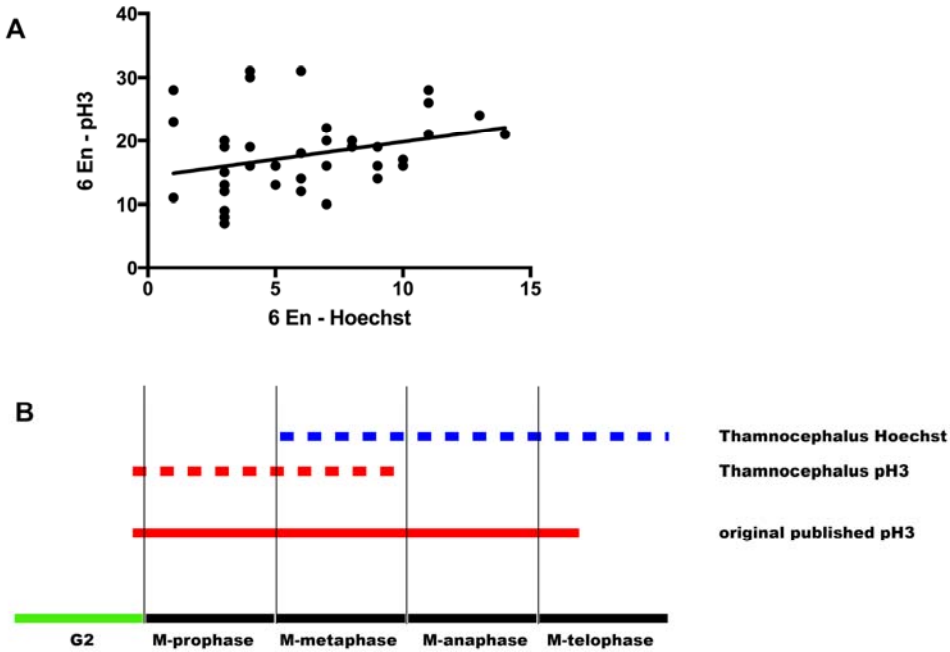 A
40
30
20
10
0
6 En - pH3
0 5 10 15
6 En - Hoechst
B
Thamnocephalus Hoechst
Thamnocephalus pH3
original published pH3
G2 M-prophase M-metaphase M-anaphase M-telophase